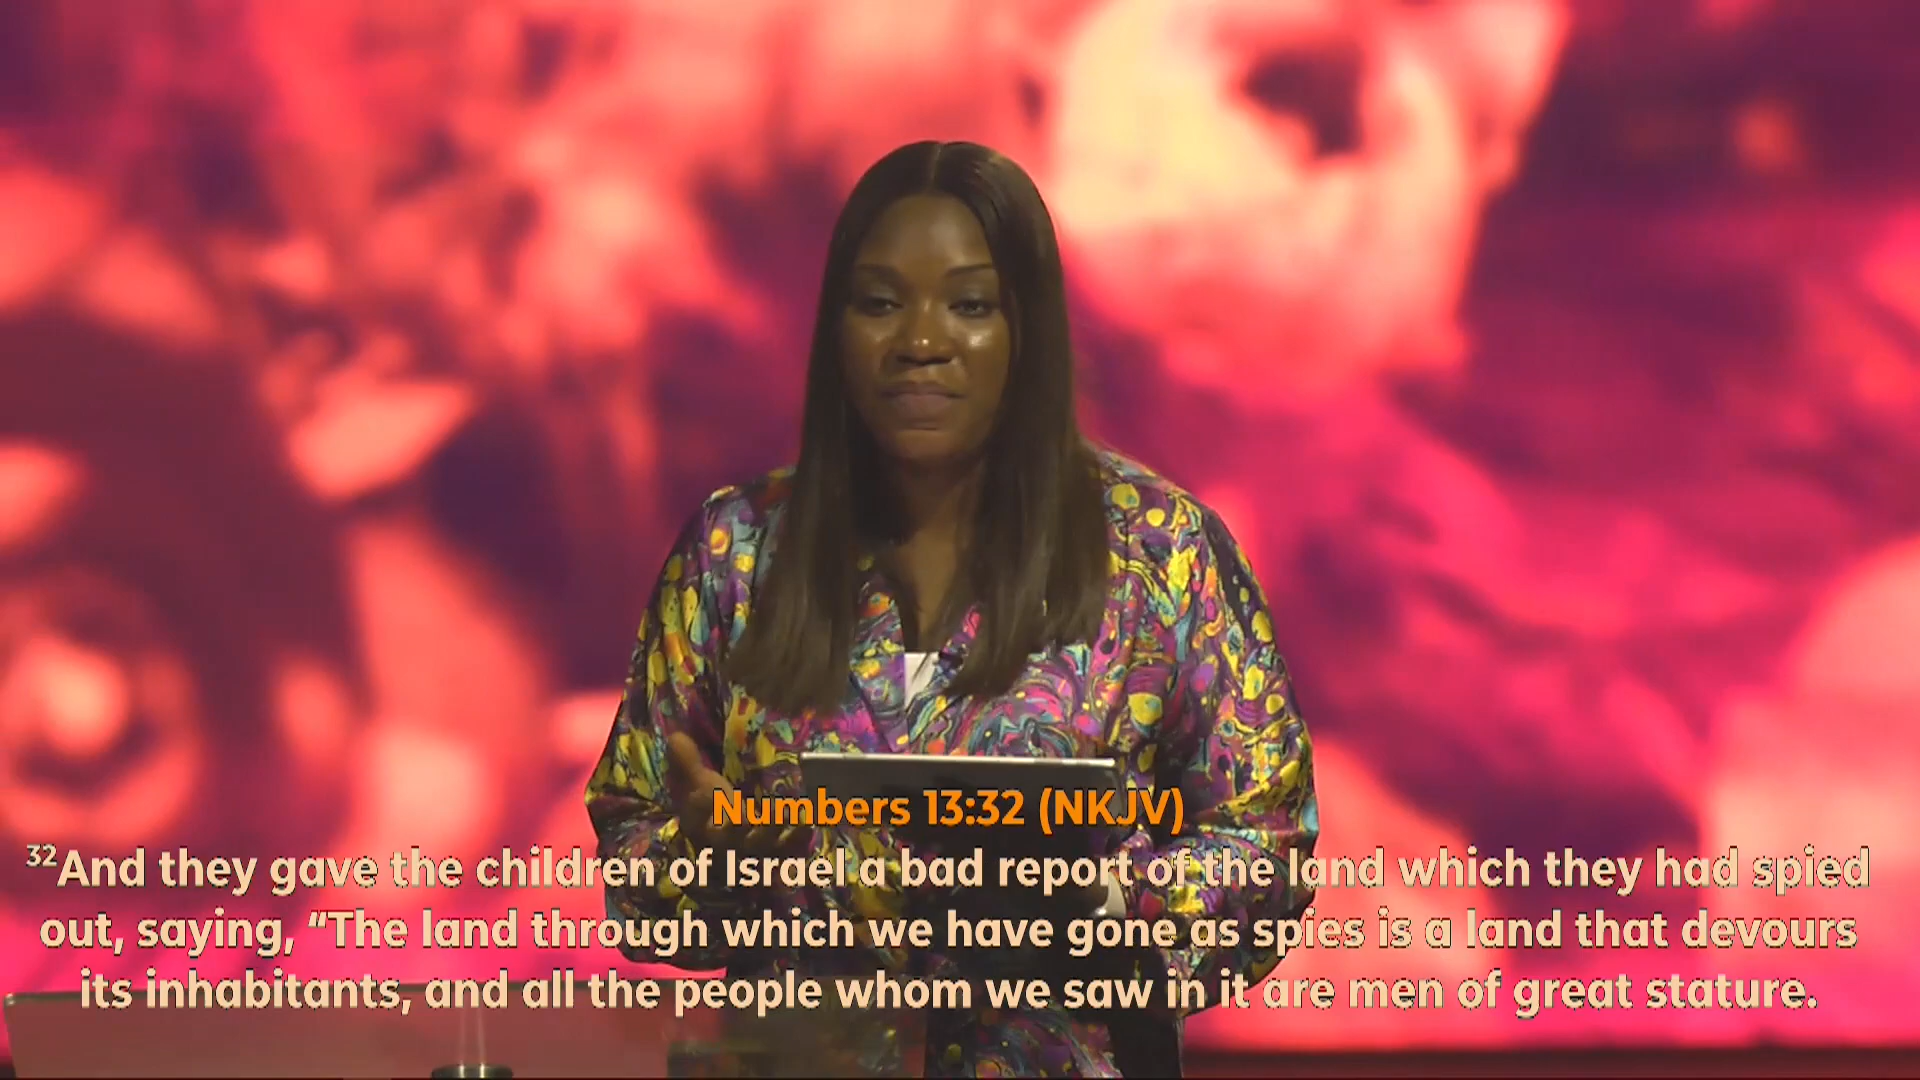 Numbers 13:32 (NKJV)
³²And they gave the children of Israel a bad report of the land which they had spied
out, saying, “The land through which we have gone as spies is a land that devours
its inhabitants, and all the people whom we saw in it are men of great stature.